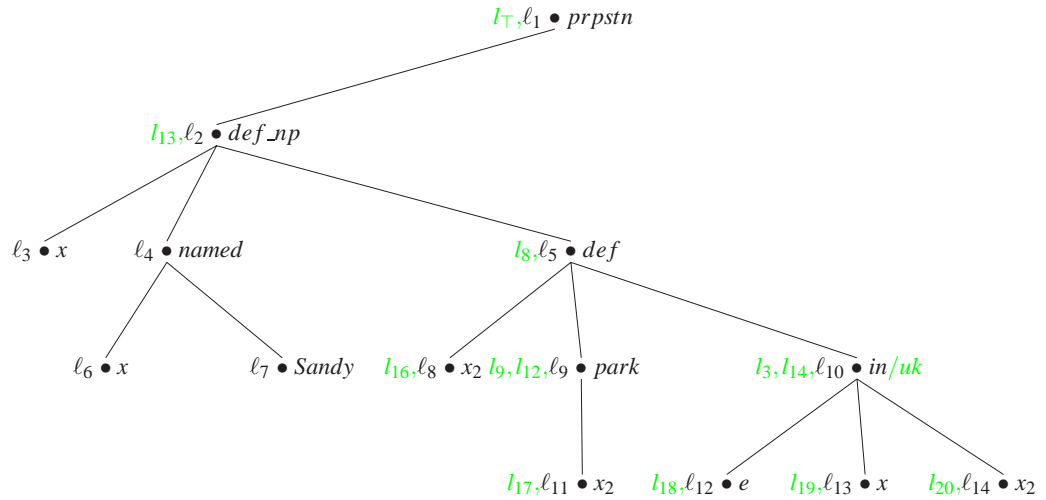 l⊤,ℓ1 • prpstn
l13,ℓ2 • def_np
ℓ3 • x ℓ4 • named l8,ℓ5 • def
ℓ6 • x ℓ7 • Sandy l16,ℓ8 • x2 l9, l12,ℓ9 • park l3, l14,ℓ10 • in/uk
l17,ℓ11 • x2 l18,ℓ12 • e l19,ℓ13 • x l20,ℓ14 • x2